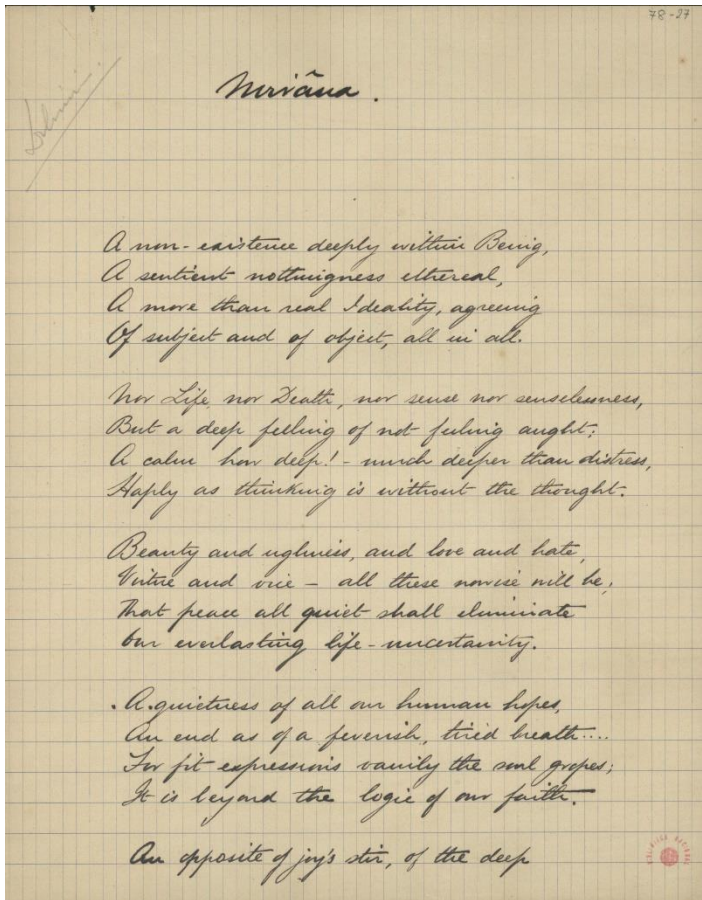 78-27
Nirvana.
A non-existence deeply within Being,
A sentient nothingness ethereal,
A more than real Ideality, agreeing
Of subject and of object, all in all.
Nor Life, nor Death, nor sense nor senselessness,
But a deep feeling of not feeling aught;
A calm how deep! - much deeper than distress,
Haply as thinking is without the thought.
Beauty and ugliness, and love and hate,
Virtue and vice - all these nowise will be;
That peace all quiet shall eliminate
Our everlasting life-uncertainty.
A quietness of all our human hopes,
An end as of a feverish, tired breath....
For fit expressions vainly the soul gropes;
It is beyond the logic of our faith.
An opposite of joy's stir, of the deep